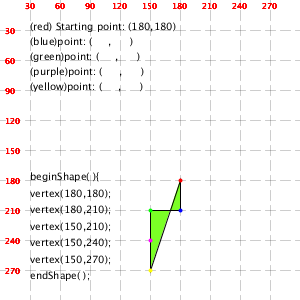 30 60 90 120 150 180 210 240 270
30
60
90
120
150
180
210
240
270
(red) Starting point: (180,180)
(blue)point: ( , )
(green)point: ( , )
(purple)point: ( , )
(yellow)point: ( , )
beginShape(){
vertex(180,180);
vertex(180,210);
vertex(150,210);
vertex(150,240);
vertex(150,270);
endShape();